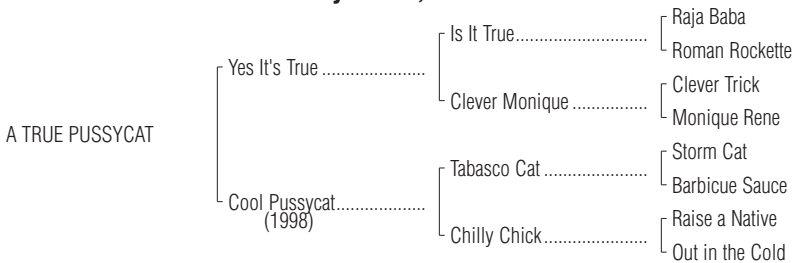 Raja Baba
Is It True..........................
Roman Rockette
Yes It's True ......................
Clever Trick
Clever Monique ................
Monique Rene
A TRUE PUSSYCAT
Storm Cat
Tabasco Cat ......................
Barbicue Sauce
Cool Pussycat...................
(1998)
Raise a Native
Chilly Chick......................
Out in the Cold